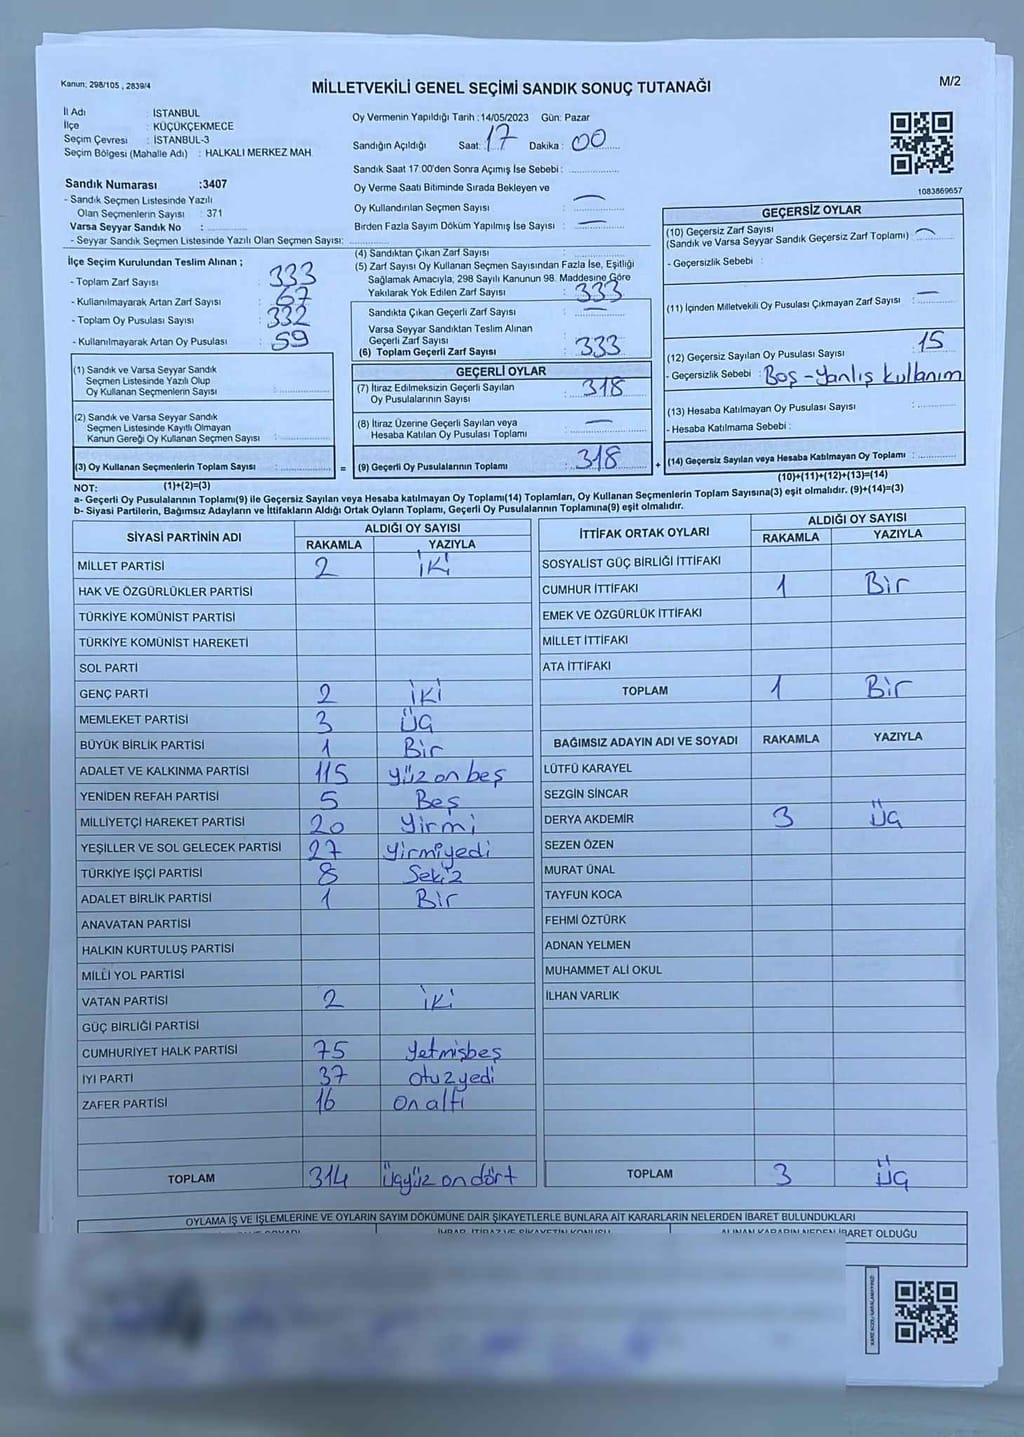 Kanun: 298/105 , 2839/4
MİLLETVEKİLİ GENEL SEÇİMİ SANDIK SONUÇ TUTANAĞI
M/2
İl Adı : İSTANBUL
İlçe : KÜÇÜKÇEKMECE
Seçim Çevresi : İSTANBUL-3
Seçim Bölgesi (Mahalle Adı) : HALKALI MERKEZ MAH.
Sandık Numarası :3407
- Sandık Seçmen Listesinde Yazılı
Olan Seçmenlerin Sayısı : 371
Varsa Seyyar Sandık No :
- Seyyar Sandık Seçmen Listesinde Yazılı Olan Seçmen Sayısı:
İlçe Seçim Kurulundan Teslim Alınan ;
- Toplam Zarf Sayısı : 333
- Kullanılmayarak Artan Zarf Sayısı : 67
- Toplam Oy Pusulası Sayısı : 332
- Kullanılmayarak Artan Oy Pusulası : 59
(1) Sandık ve Varsa Seyyar Sandık
Seçmen Listesinde Yazılı Olup
Oy Kullanan Seçmenlerin Sayısı :
(2) Sandık ve Varsa Seyyar Sandık
Seçmen Listesinde Kayıtlı Olmayan
Kanun Gereği Oy Kullanan Seçmen Sayısı :
(3) Oy Kullanan Seçmenlerin Toplam Sayısı :
Oy Vermenin Yapıldığı Tarih :14/05/2023 Gün: Pazar
Sandığın Açıldığı Saat: 17 Dakika : 00
Sandık Saat 17.00'den Sonra Açımış İse Sebebi :
Oy Verme Saati Bitiminde Sırada Bekleyen ve
Oy Kullandırılan Seçmen Sayısı : —
Birden Fazla Sayım Döküm Yapılmış İse Sayısı : —
(4) Sandıktan Çıkan Zarf Sayısı :
(5) Zarf Sayısı Oy Kullanan Seçmen Sayısından Fazla İse, Eşitliği
Sağlamak Amacıyla, 298 Sayılı Kanunun 98. Maddesine Göre
Yakılarak Yok Edilen Zarf Sayısı : 333
Sandıkta Çıkan Geçerli Zarf Sayısı : —
Varsa Seyyar Sandıktan Teslim Alınan
Geçerli Zarf Sayısı :
(6) Toplam Geçerli Zarf Sayısı : 333
GEÇERLİ OYLAR
(7) İtiraz Edilmeksizin Geçerli Sayılan
Oy Pusulalarının Sayısı : 318
(8) İtiraz Üzerine Geçerli Sayılan veya
Hesaba Katılan Oy Pusulası Toplamı : —
= (9) Geçerli Oy Pusulalarının Toplamı : 318 +
1083869657
GEÇERSİZ OYLAR
(10) Geçersiz Zarf Sayısı
(Sandık ve Varsa Seyyar Sandık Geçersiz Zarf Toplamı) : —
- Geçersizlik Sebebi :
(11) İçinden Milletvekili Oy Pusulası Çıkmayan Zarf Sayısı : —
(12) Geçersiz Sayılan Oy Pusulası Sayısı : 15
- Geçersizlik Sebebi : Boş - Yanlış kullanım
(13) Hesaba Katılmayan Oy Pusulası Sayısı :
- Hesaba Katılmama Sebebi :
(14) Geçersiz Sayılan veya Hesaba Katılmayan Oy Toplamı :
NOT: (1)+(2)=(3)
(10)+(11)+(12)+(13)=(14)
a- Geçerli Oy Pusulalarının Toplamı(9) ile Geçersiz Sayılan veya Hesaba katılmayan Oy Toplamı(14) Toplamları, Oy Kullanan Seçmenlerin Toplam Sayısına(3) eşit olmalıdır. (9)+(14)=(3)
b- Siyasi Partilerin, Bağımsız Adayların ve İttifakların Aldığı Ortak Oyların Toplamı, Geçerli Oy Pusulalarının Toplamına(9) eşit olmalıdır.
SİYASİ PARTİNİN ADI
ALDIĞI OY SAYISI
RAKAMLA YAZIYLA
MİLLET PARTİSİ 2 iki
HAK VE ÖZGÜRLÜKLER PARTİSİ
TÜRKİYE KOMÜNİST PARTİSİ
TÜRKİYE KOMÜNİST HAREKETİ
SOL PARTİ
GENÇ PARTİ 2 iki
MEMLEKET PARTİSİ 3 üç
BÜYÜK BİRLİK PARTİSİ 1 Bir
ADALET VE KALKINMA PARTİSİ 115 yüz on beş
YENİDEN REFAH PARTİSİ 5 Beş
MİLLİYETÇİ HAREKET PARTİSİ 20 Yirmi
YEŞİLLER VE SOL GELECEK PARTİSİ 27 Yirmiyedi
TÜRKİYE İŞÇİ PARTİSİ 8 Sekiz
ADALET BİRLİK PARTİSİ 1 Bir
ANAVATAN PARTİSİ
HALKIN KURTULUŞ PARTİSİ
MİLLİ YOL PARTİSİ
VATAN PARTİSİ 2 iki
GÜÇ BİRLİĞİ PARTİSİ
CUMHURİYET HALK PARTİSİ 75 yetmişbeş
İYİ PARTİ 37 otuzyedi
ZAFER PARTİSİ 16 on altı
TOPLAM 314 üçyüz on dört
İTTİFAK ORTAK OYLARI
ALDIĞI OY SAYISI
RAKAMLA YAZIYLA
SOSYALİST GÜÇ BİRLİĞİ İTTİFAKI
CUMHUR İTTİFAKI 1 Bir
EMEK VE ÖZGÜRLÜK İTTİFAKI
MİLLET İTTİFAKI
ATA İTTİFAKI
TOPLAM 1 Bir
BAĞIMSIZ ADAYIN ADI VE SOYADI RAKAMLA YAZIYLA
LÜTFÜ KARAYEL
SEZGİN SİNCAR
DERYA AKDEMİR 3 üç
SEZEN ÖZEN
MURAT ÜNAL
TAYFUN KOCA
FEHMİ ÖZTÜRK
ADNAN YELMEN
MUHAMMET ALİ OKUL
İLHAN VARLIK
TOPLAM 3 üç
OYLAMA İŞ VE İŞLEMLERİNE VE OYLARIN SAYIM DÖKÜMÜNE DAİR ŞİKAYETLERLE BUNLARA AİT KARARLARIN NELERDEN İBARET BULUNDUKLARI
İHBAR, İTİRAZ VE ŞİKAYETİN KONUSU
ALINAN KARARIN NEDEN İBARET OLDUĞU